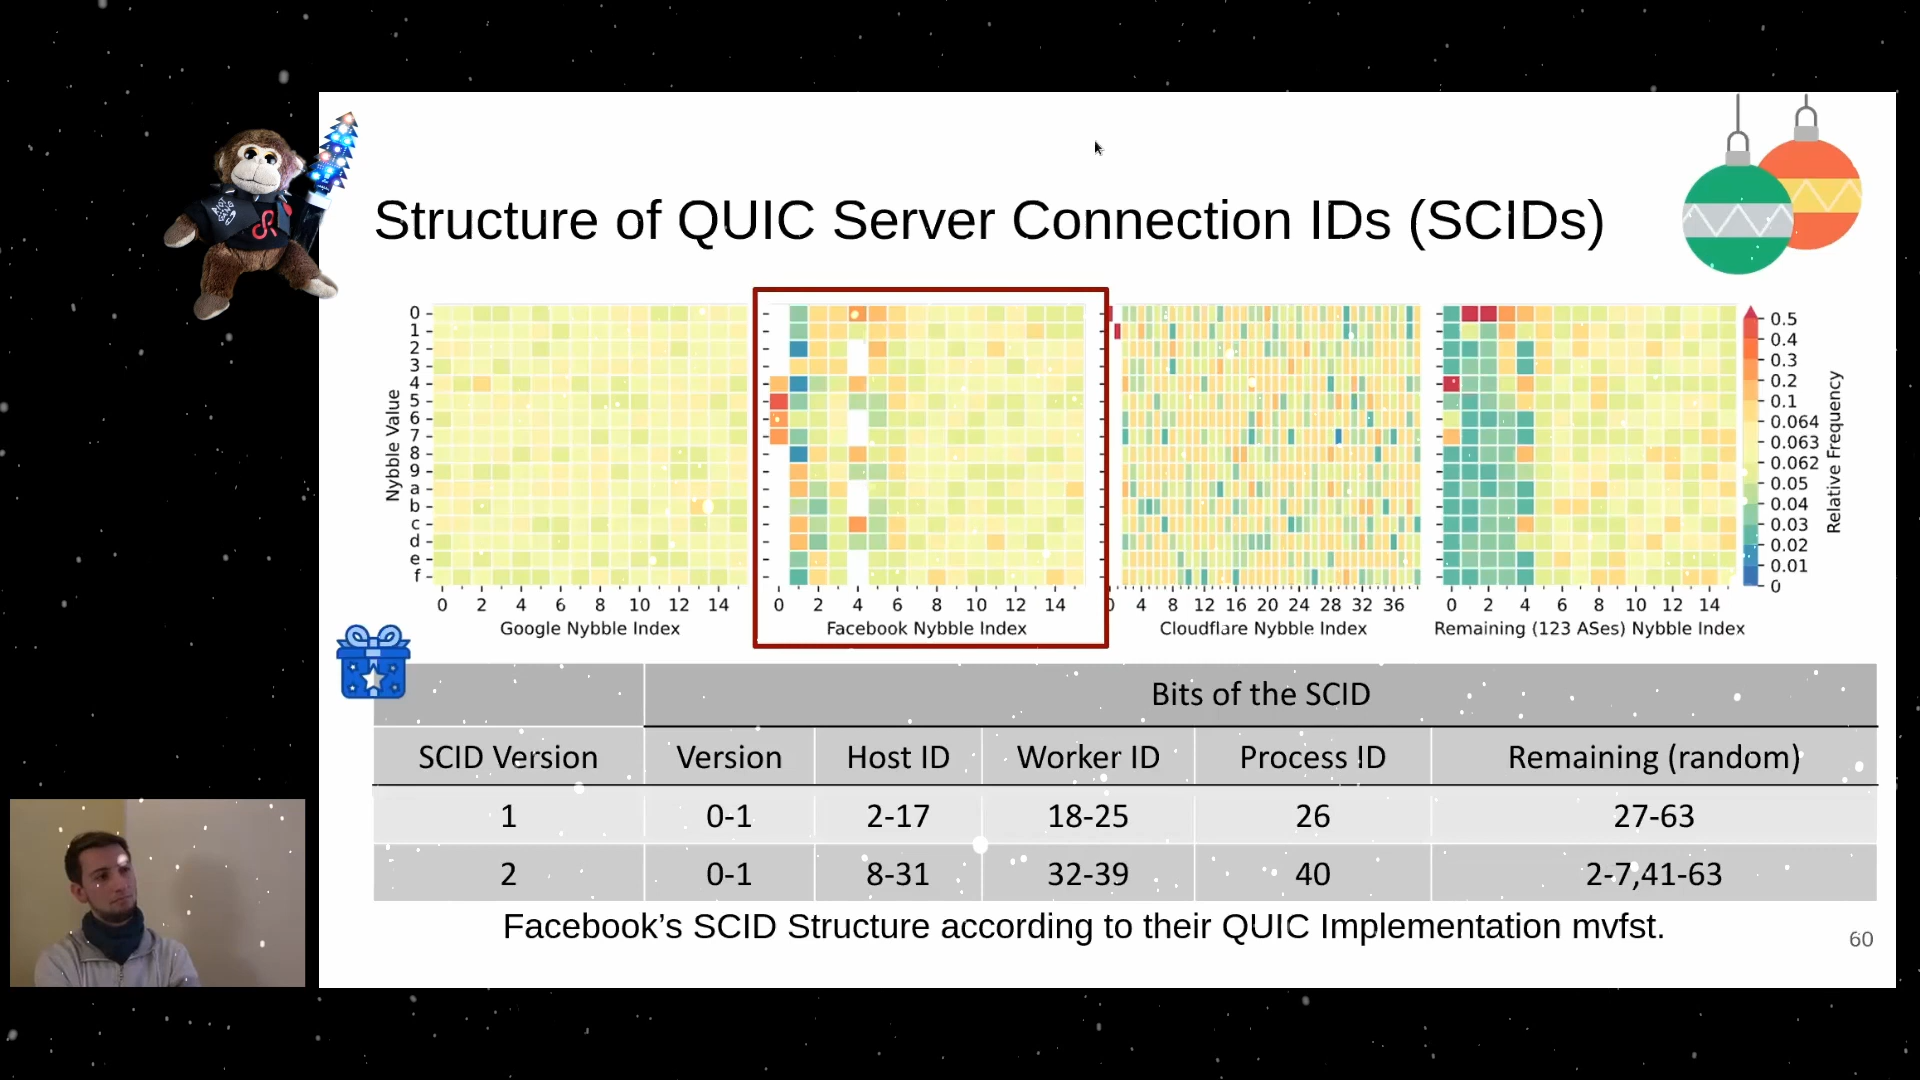 Structure of QUIC Server Connection IDs (SCIDs)
Nybble Value
0
1
2
3
4
5
6
7
8
9
a
b
c
d
e
f
0 2 4 6 8 10 12 14
Google Nybble Index
0 2 4 6 8 10 12 14
Facebook Nybble Index
0 4 8 12 16 20 24 28 32 36
Cloudflare Nybble Index
0 2 4 6 8 10 12 14
Remaining (123 ASes) Nybble Index
0.5
0.4
0.3
0.2
0.1
0.064
0.063
0.062
0.05
0.04
0.03
0.02
0.01
0
Relative Frequency
Bits of the SCID
SCID Version Version Host ID Worker ID Process ID Remaining (random)
1 0-1 2-17 18-25 26 27-63
2 0-1 8-31 32-39 40 2-7,41-63
Facebook’s SCID Structure according to their QUIC Implementation mvfst.
60